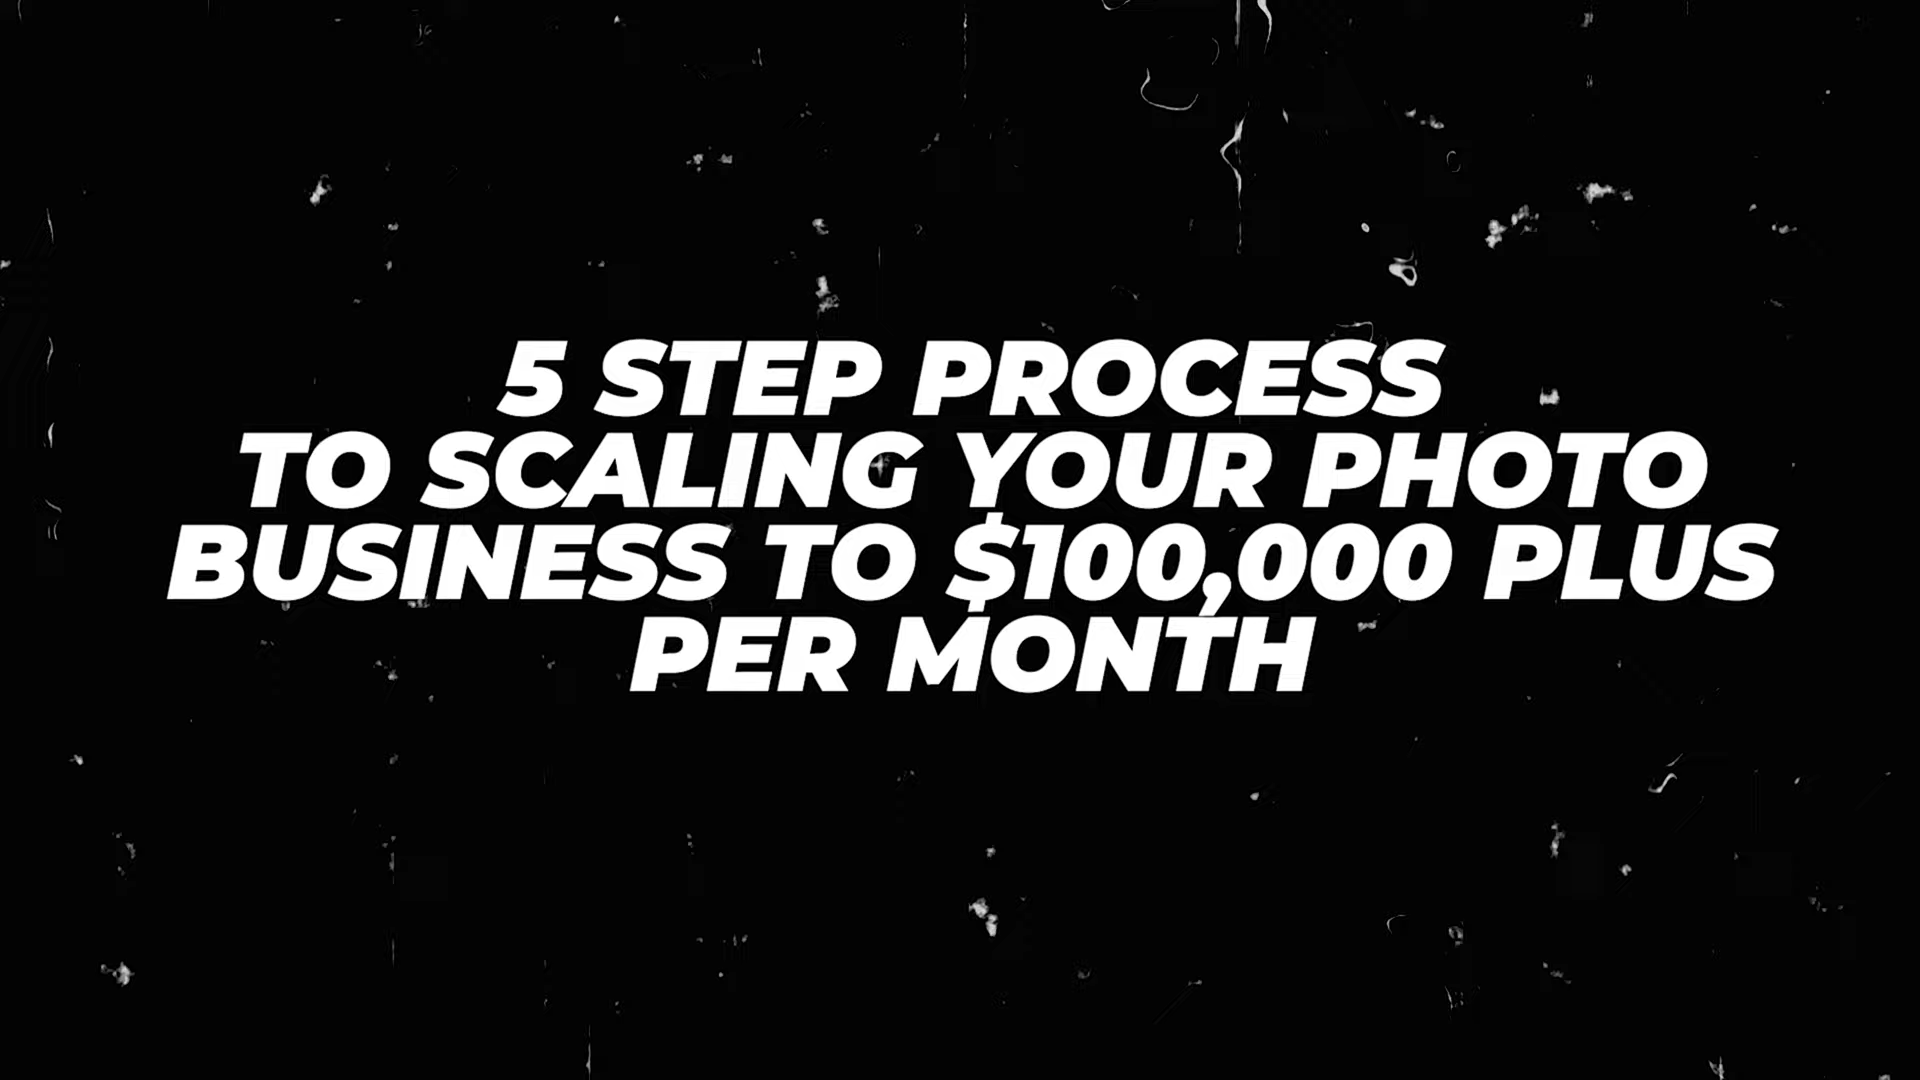 5 STEP PROCESS
TO SCALING YOUR PHOTO
BUSINESS TO $100,000 PLUS
PER MONTH